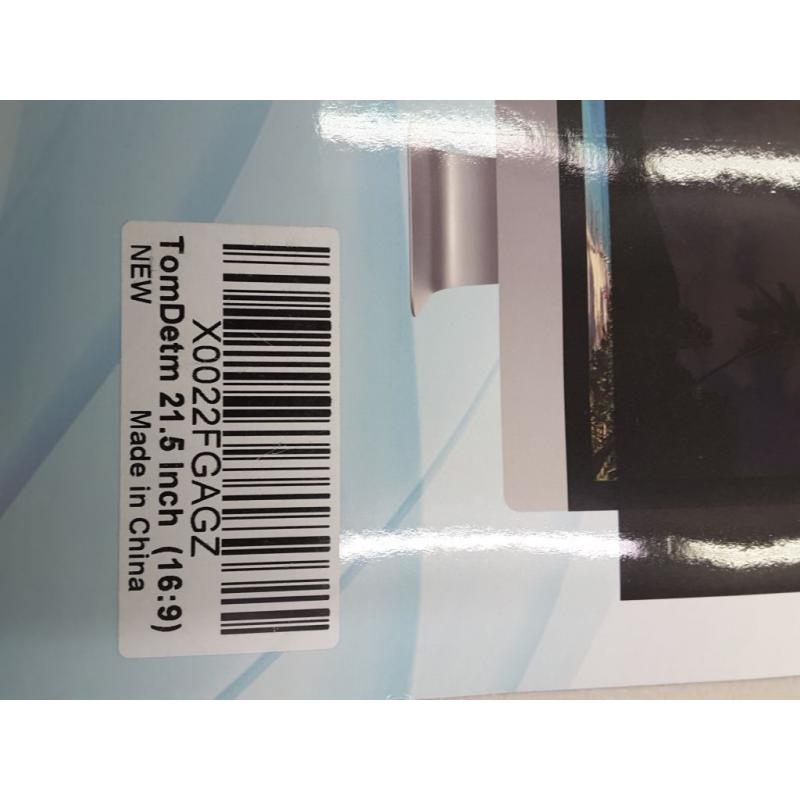 X0022FGAGZ
TomDetm 21.5 Inch (16:9)
NEW Made in China